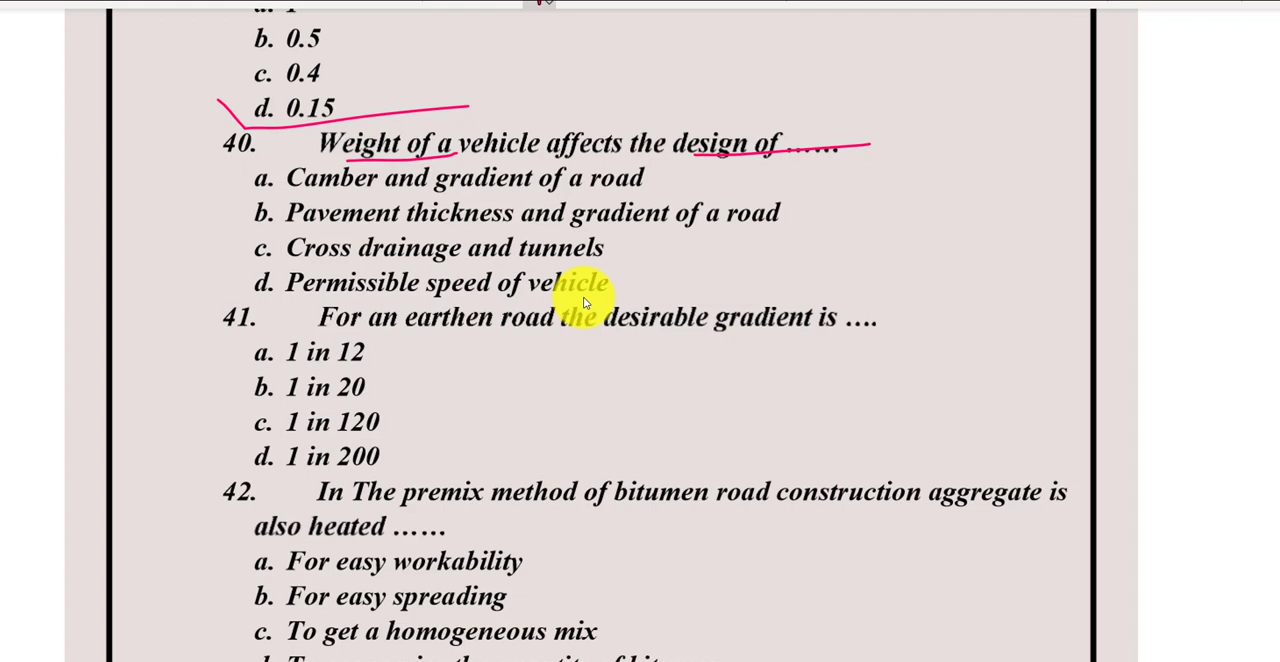 b. 0.5
c. 0.4
d. 0.15
40. Weight of a vehicle affects the design of ……
a. Camber and gradient of a road
b. Pavement thickness and gradient of a road
c. Cross drainage and tunnels
d. Permissible speed of vehicle
41. For an earthen road the desirable gradient is ….
a. 1 in 12
b. 1 in 20
c. 1 in 120
d. 1 in 200
42. In The premix method of bitumen road construction aggregate is
also heated ……
a. For easy workability
b. For easy spreading
c. To get a homogeneous mix